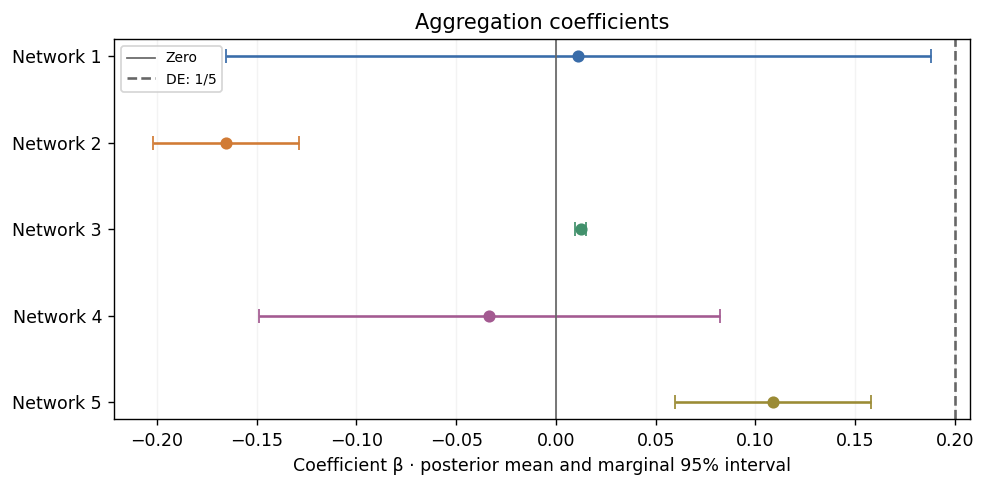 Aggregation coefficients
Zero
DE: 1/5
Network 1
Network 2
Network 3
Network 4
Network 5
−0.20 −0.15 −0.10 −0.05 0.00 0.05 0.10 0.15 0.20
Coefficient β · posterior mean and marginal 95% interval